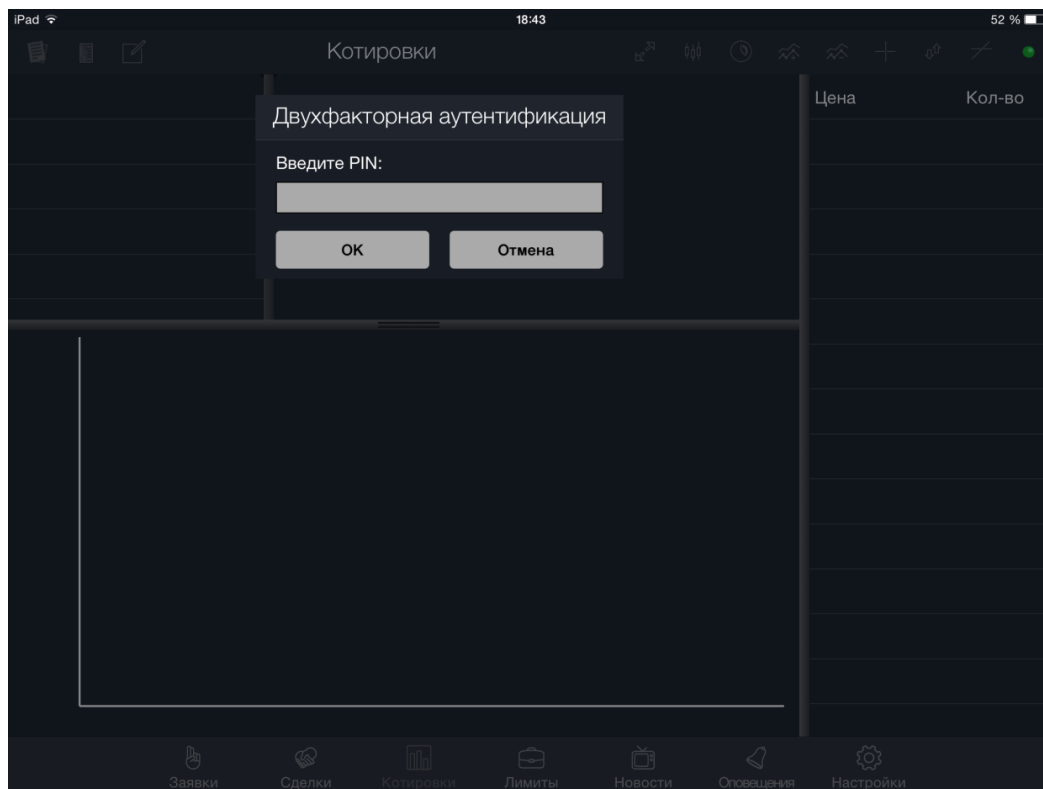 iPad 18:43 52 %
Котировки
Цена Кол-во
Двухфакторная аутентификация
Введите PIN:
OK Отмена
Заявки Сделки Котировки Лимиты Новости Оповещения Настройки